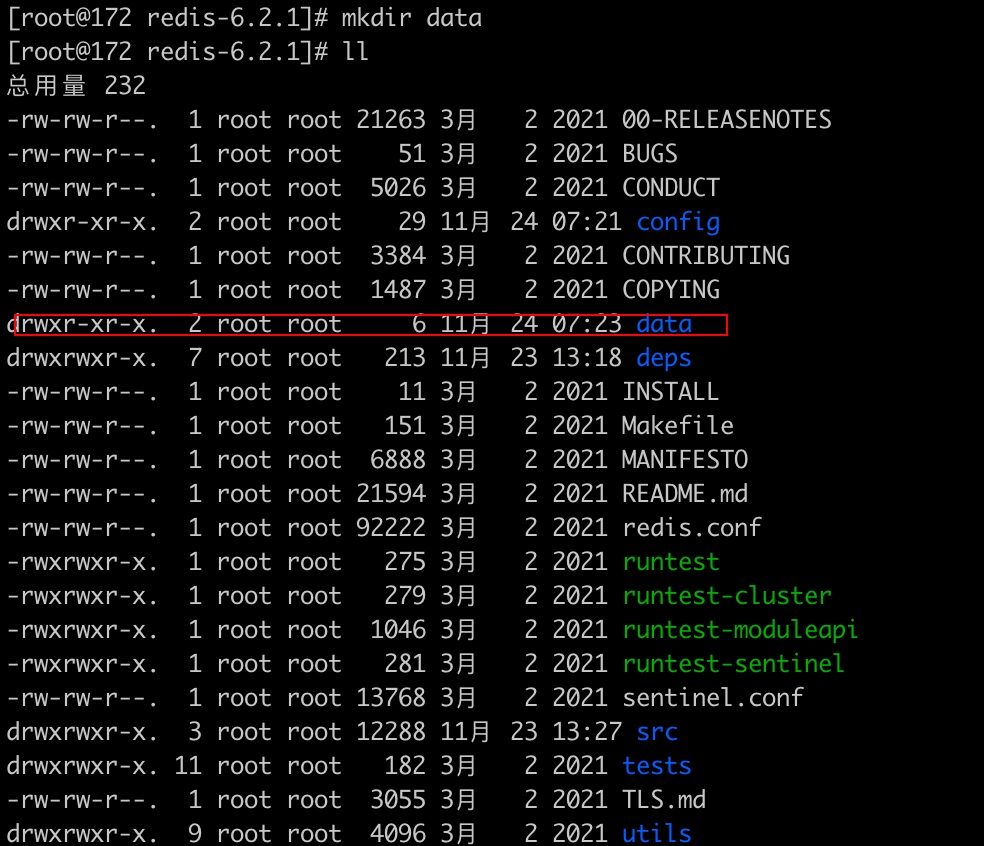 [root@172 redis-6.2.1]# mkdir data
[root@172 redis-6.2.1]# ll
总用量 232
-rw-rw-r--.  1 root root 21263 3月   2 2021 00-RELEASENOTES
-rw-rw-r--.  1 root root    51 3月   2 2021 BUGS
-rw-rw-r--.  1 root root  5026 3月   2 2021 CONDUCT
drwxr-xr-x.  2 root root    29 11月 24 07:21 config
-rw-rw-r--.  1 root root  3384 3月   2 2021 CONTRIBUTING
-rw-rw-r--.  1 root root  1487 3月   2 2021 COPYING
drwxr-xr-x.  2 root root     6 11月 24 07:23 data
drwxrwxr-x.  7 root root   213 11月 23 13:18 deps
-rw-rw-r--.  1 root root    11 3月   2 2021 INSTALL
-rw-rw-r--.  1 root root   151 3月   2 2021 Makefile
-rw-rw-r--.  1 root root  6888 3月   2 2021 MANIFESTO
-rw-rw-r--.  1 root root 21594 3月   2 2021 README.md
-rw-rw-r--.  1 root root 92222 3月   2 2021 redis.conf
-rwxrwxr-x.  1 root root   275 3月   2 2021 runtest
-rwxrwxr-x.  1 root root   279 3月   2 2021 runtest-cluster
-rwxrwxr-x.  1 root root  1046 3月   2 2021 runtest-moduleapi
-rwxrwxr-x.  1 root root   281 3月   2 2021 runtest-sentinel
-rw-rw-r--.  1 root root 13768 3月   2 2021 sentinel.conf
drwxrwxr-x.  3 root root 12288 11月 23 13:27 src
drwxrwxr-x. 11 root root   182 3月   2 2021 tests
-rw-rw-r--.  1 root root  3055 3月   2 2021 TLS.md
drwxrwxr-x.  9 root root  4096 3月   2 2021 utils